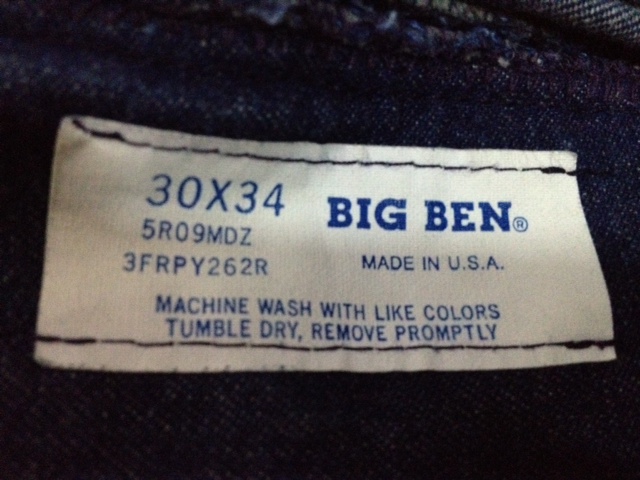 30X34
5R09MDZ
3FRPY262R
BIG BEN®
MADE IN U.S.A.
MACHINE WASH WITH LIKE COLORS
TUMBLE DRY, REMOVE PROMPTLY